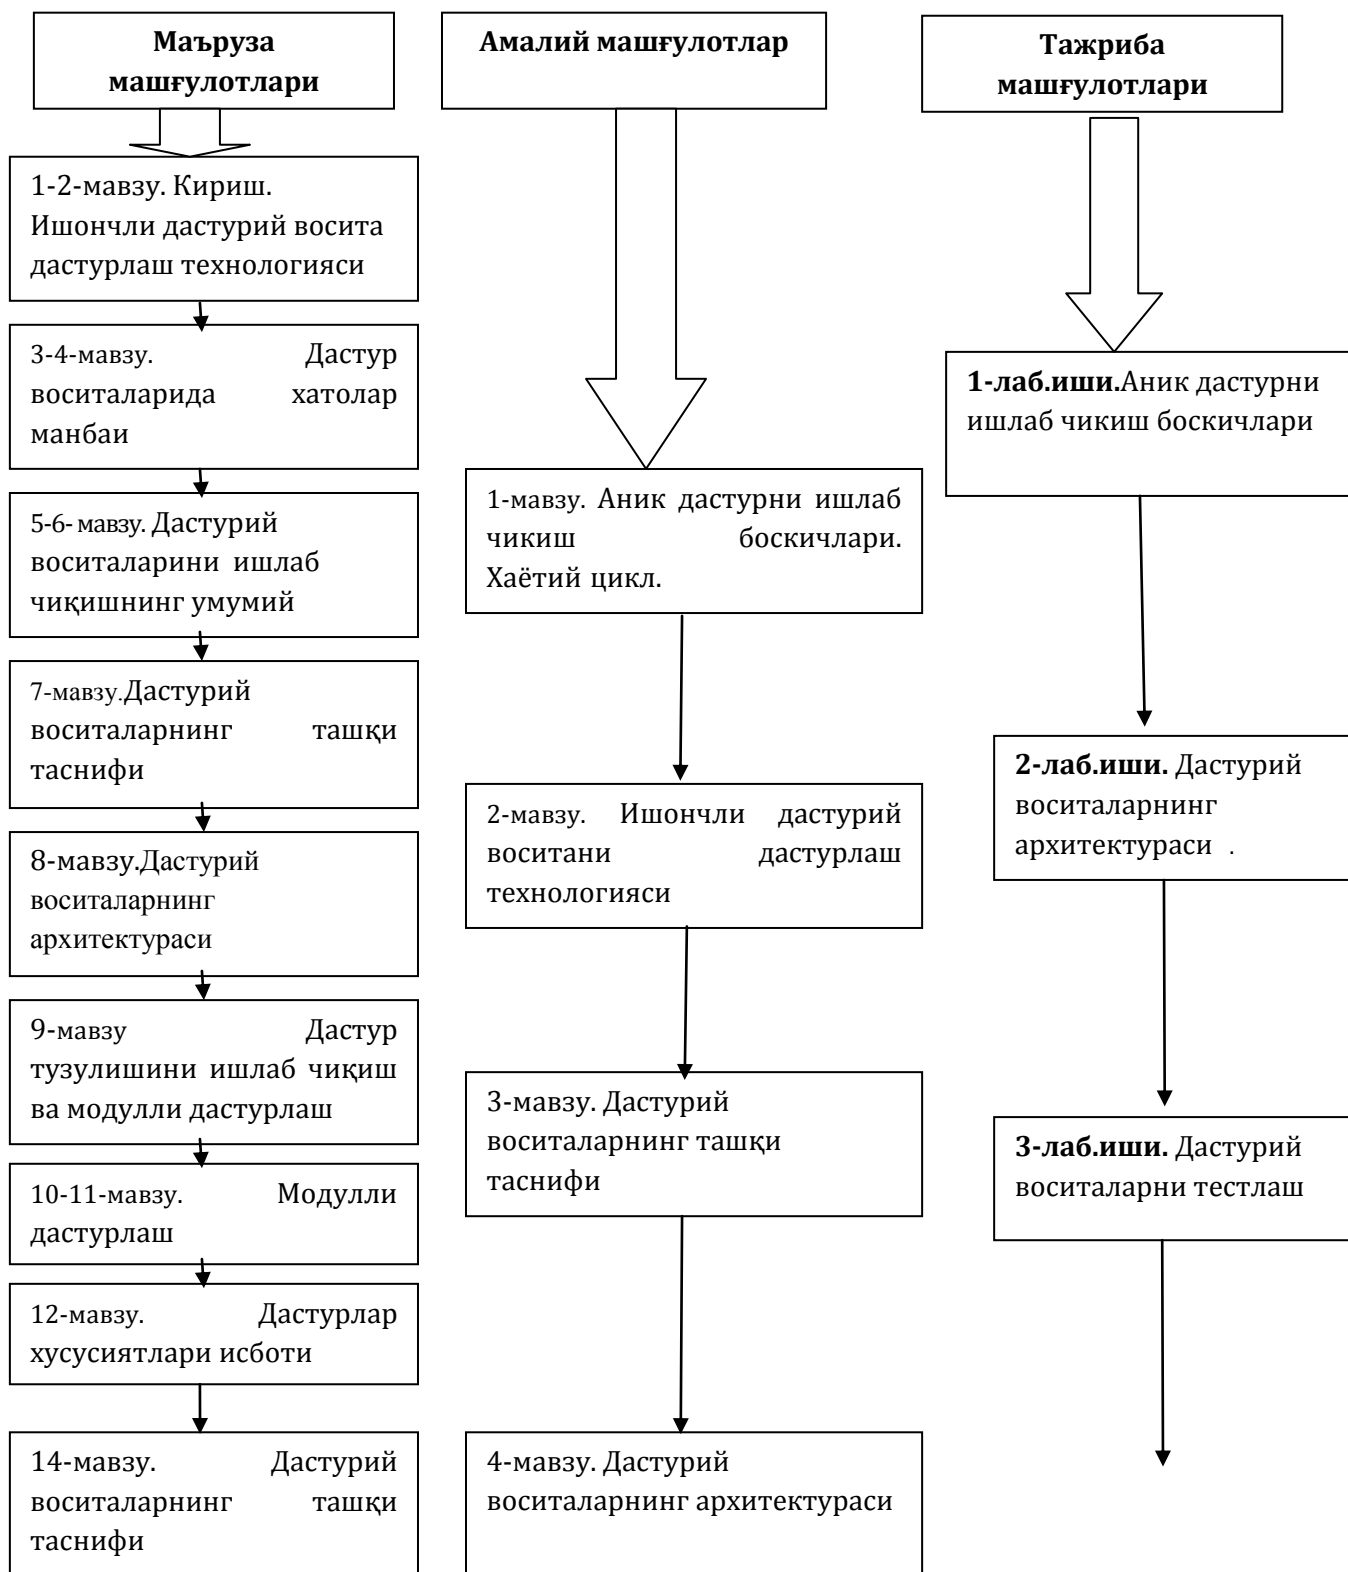 Маъруза
машғулотлари
1-2-мавзу. Кириш.
Ишончли дастурий восита
дастурлаш технологияси
3-4-мавзу. Дастур
воситаларида хатолар
манбаи
5-6- мавзу. Дастурий
воситаларини ишлаб
чиқишнинг умумий
7-мавзу.Дастурий
воситаларнинг ташқи
таснифи
8-мавзу.Дастурий
воситаларнинг
архитектураси
9-мавзу Дастур
тузулишини ишлаб чиқиш
ва модулли дастурлаш
10-11-мавзу. Модулли
дастурлаш
12-мавзу. Дастурлар
хусусиятлари исботи
14-мавзу. Дастурий
воситаларнинг ташқи
таснифи
Амалий машғулотлар
1-мавзу. Аник дастурни ишлаб
чикиш боскичлари.
Хаётий цикл.
2-мавзу. Ишончли дастурий
воситани дастурлаш
технологияси
3-мавзу. Дастурий
воситаларнинг ташқи
таснифи
4-мавзу. Дастурий
воситаларнинг архитектураси
Тажриба
машғулотлари
1-лаб.иши.Аник дастурни
ишлаб чикиш боскичлари
2-лаб.иши. Дастурий
воситаларнинг
архитектураси .
3-лаб.иши. Дастурий
воситаларни тестлаш